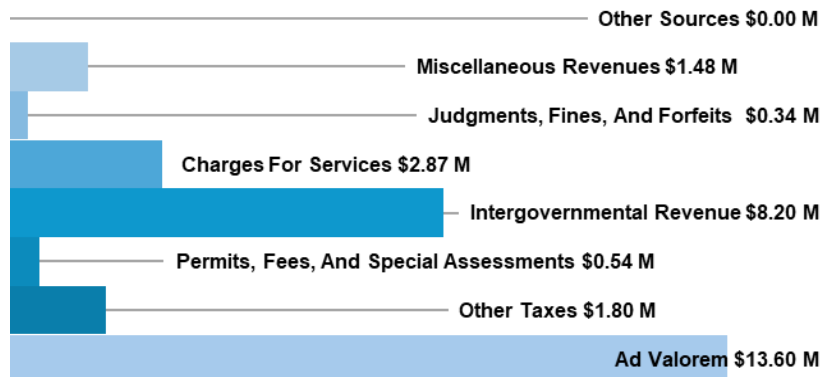 Other Sources $0.00 M
Miscellaneous Revenues $1.48 M
Judgments, Fines, And Forfeits $0.34 M
Charges For Services $2.87 M
Intergovernmental Revenue $8.20 M
Permits, Fees, And Special Assessments $0.54 M
Other Taxes $1.80 M
Ad Valorem $13.60 M